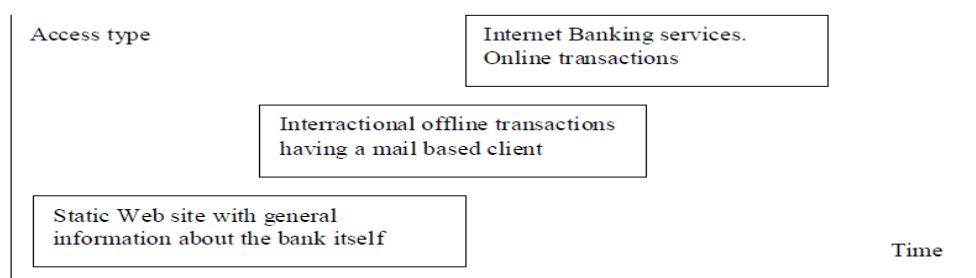 Access type
Internet Banking services.
Online transactions
Interractional offline transactions
having a mail based client
Static Web site with general
information about the bank itself
Time